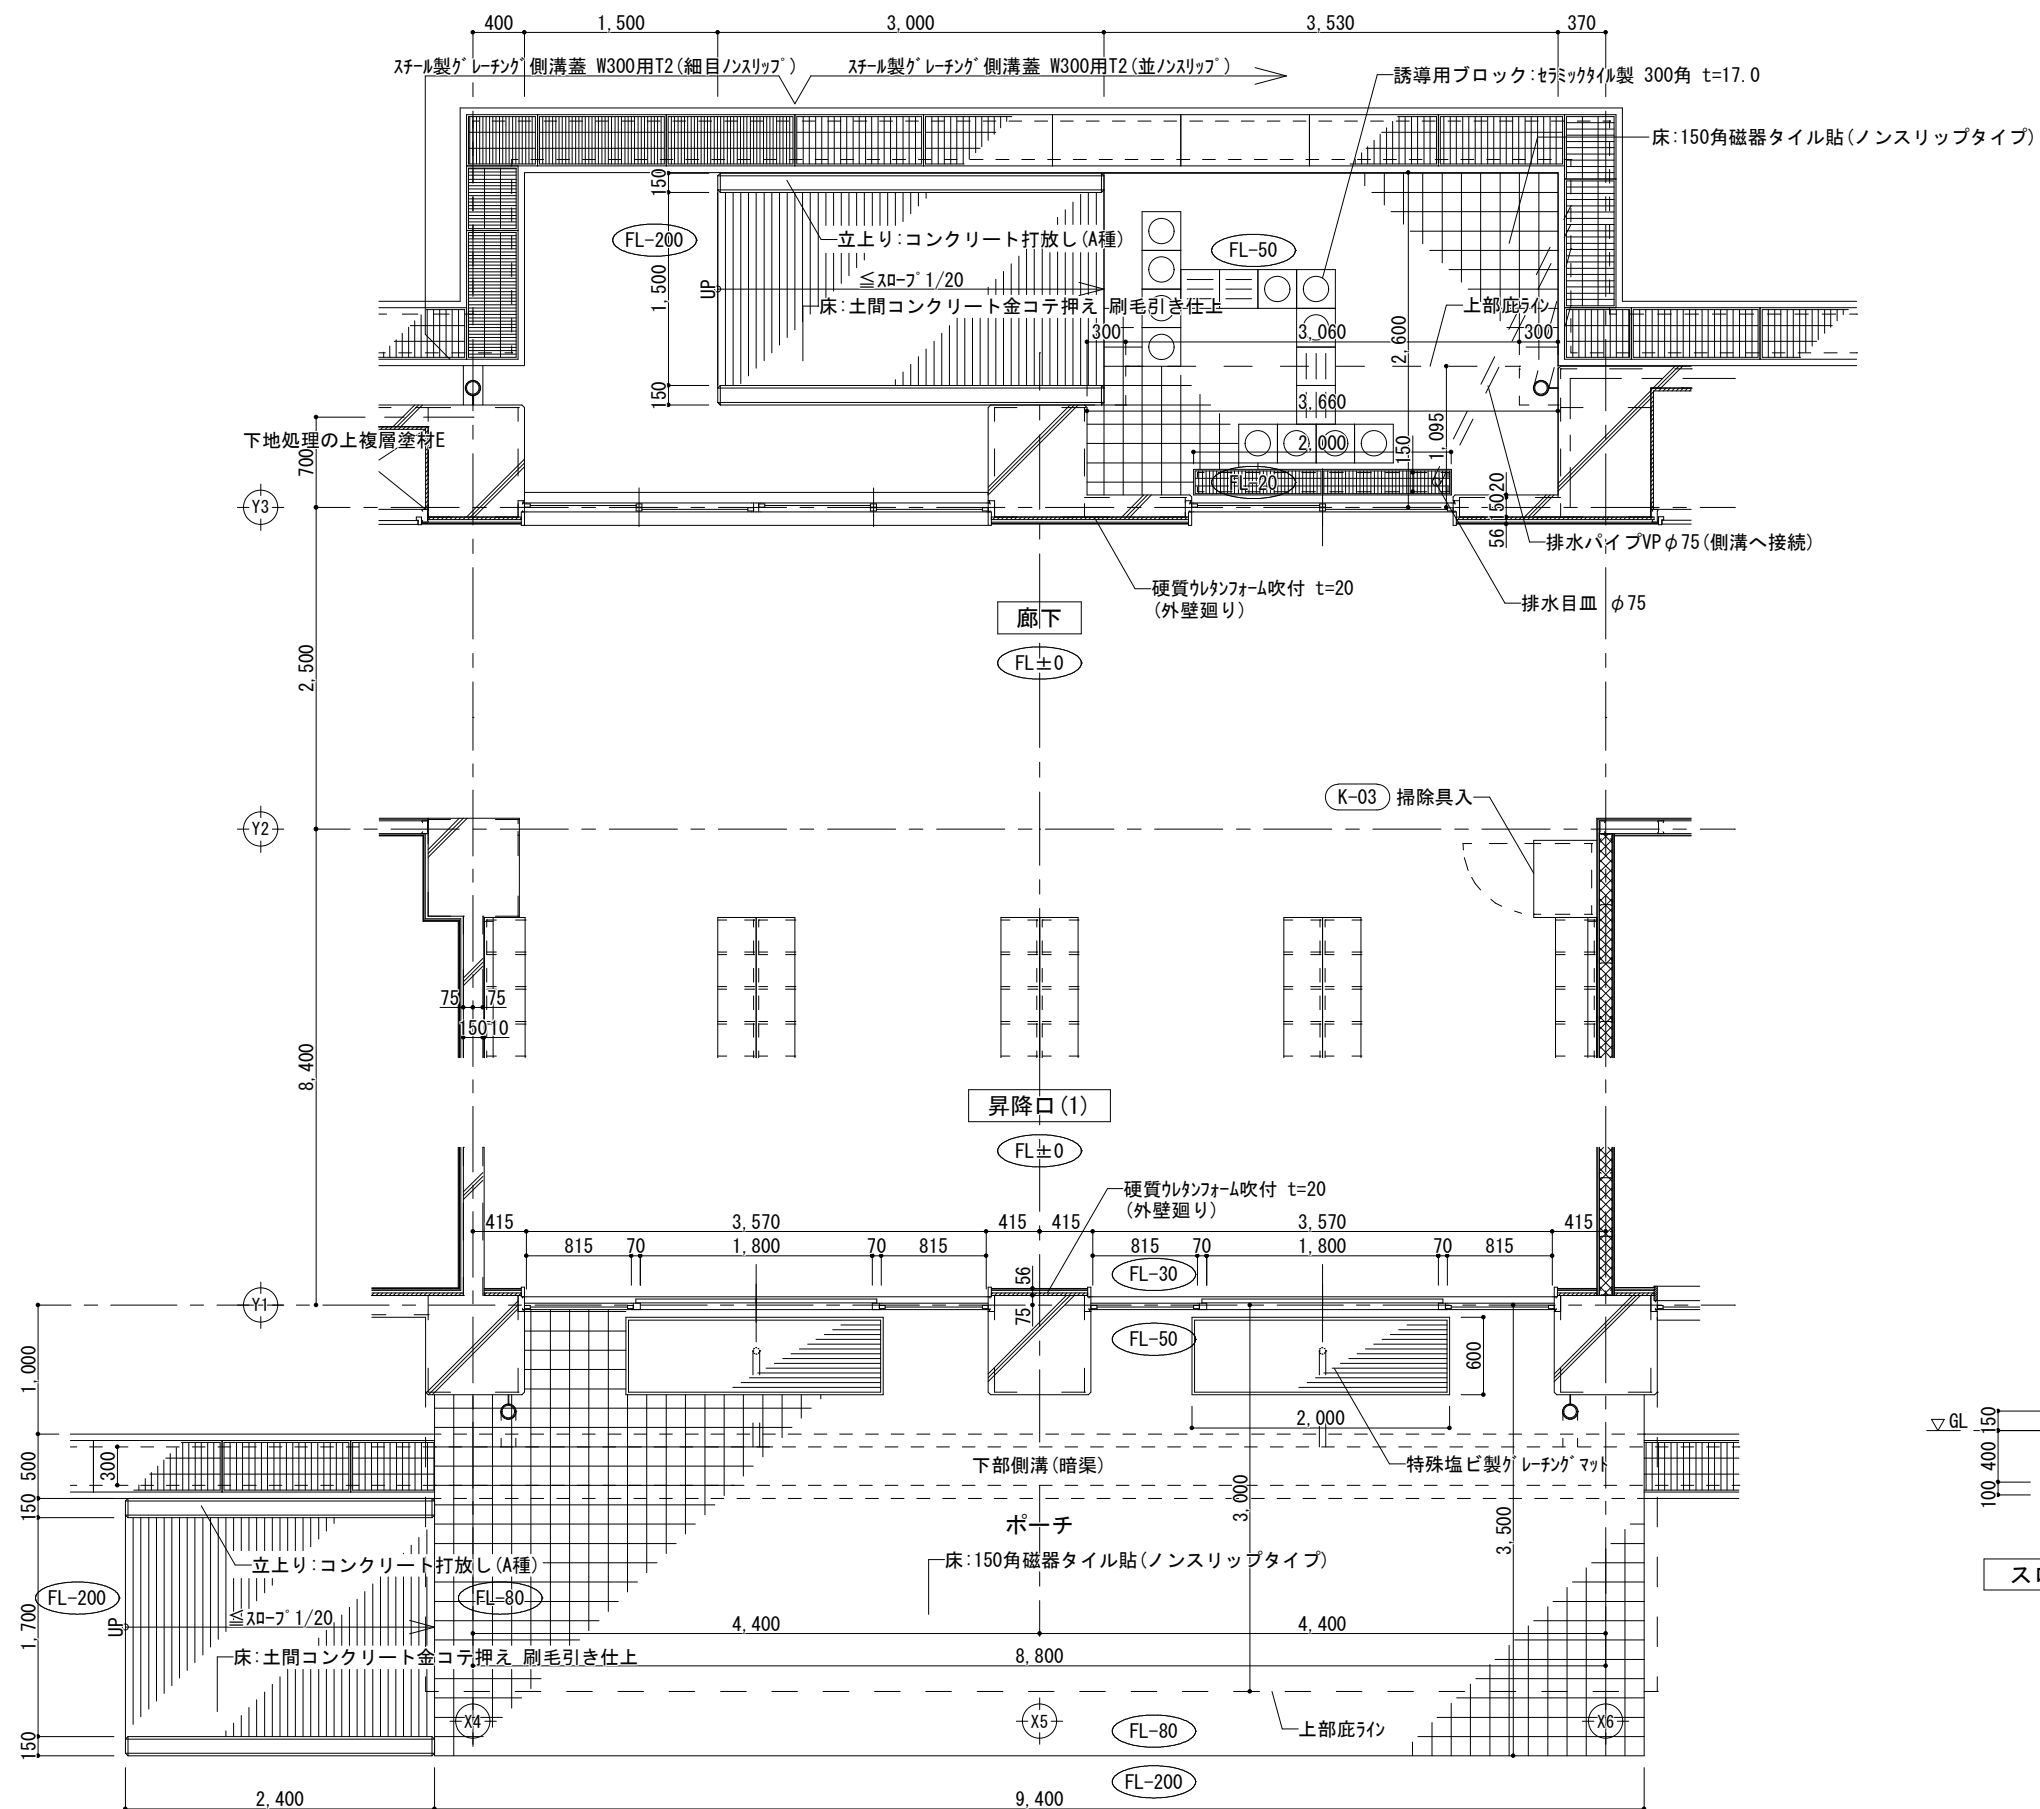 400
1,500
3,000
3,530
370
スチール製グレーチング側溝蓋 W300用T2(細目ノンスリップ)
スチール製グレーチング側溝蓋 W300用T2(並ノンスリップ)
誘導用ブロック:セラミックタイル製 300角 t=17.0
床:150角磁器タイル貼(ノンスリップタイプ)
150
FL-200
立上り:コンクリート打放し(A種)
FL-50
1,500
UP
≦スロープ1/20
床:土間コンクリート金コテ押え 刷毛引き仕上
上部庇ライン
300
3,060
300
2,600
150
3,660
1,095
下地処理の上複層塗材E
700
2,000
150
FL-20
Y3
20
150
56
排水パイプVPφ75(側溝へ接続)
硬質ウレタンフォーム吹付 t=20
(外壁廻り)
排水目皿 φ75
廊下
FL±0
2,500
K-03 掃除具入
Y2
75
75
150
10
8,400
昇降口(1)
FL±0
硬質ウレタンフォーム吹付 t=20
(外壁廻り)
415
3,570
415
415
3,570
415
815
70
1,800
70
815
815
70
1,800
70
815
FL-30
56
Y1
75
FL-50
600
1,000
2,000
GL
150
400
100
500
300
下部側溝(暗渠)
特殊塩ビ製グレーチングマット
150
3,000
3,500
ポーチ
立上り:コンクリート打放し(A種)
床:150角磁器タイル貼(ノンスリップタイプ)
スロ
FL-200
FL-80
1,700
UP
≦スロープ1/20
4,400
4,400
床:土間コンクリート金コテ押え 刷毛引き仕上
8,800
X4
X5
X6
FL-80
上部庇ライン
150
FL-200
2,400
9,400